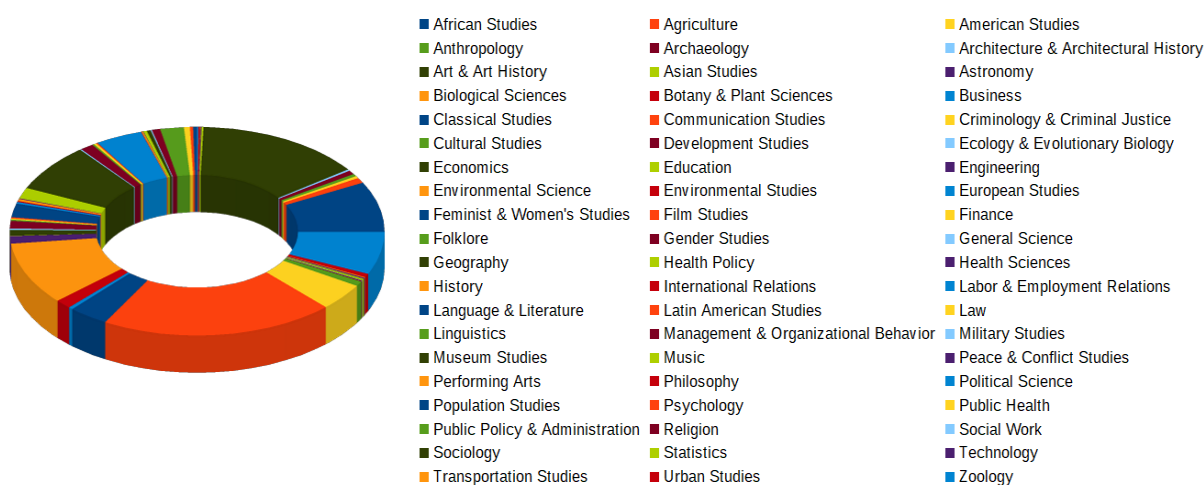 African Studies Agriculture American Studies
Anthropology Archaeology Architecture & Architectural History
Art & Art History Asian Studies Astronomy
Biological Sciences Botany & Plant Sciences Business
Classical Studies Communication Studies Criminology & Criminal Justice
Cultural Studies Development Studies Ecology & Evolutionary Biology
Economics Education Engineering
Environmental Science Environmental Studies European Studies
Feminist & Women's Studies Film Studies Finance
Folklore Gender Studies General Science
Geography Health Policy Health Sciences
History International Relations Labor & Employment Relations
Language & Literature Latin American Studies Law
Linguistics Management & Organizational Behavior Military Studies
Museum Studies Music Peace & Conflict Studies
Performing Arts Philosophy Political Science
Population Studies Psychology Public Health
Public Policy & Administration Religion Social Work
Sociology Statistics Technology
Transportation Studies Urban Studies Zoology